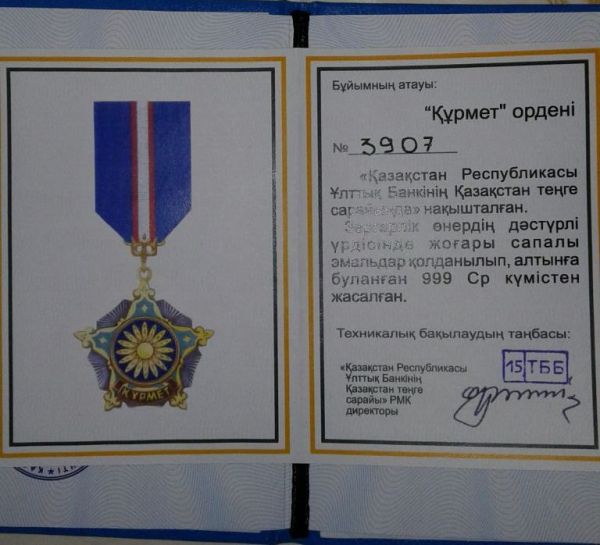 ҚҰРМЕТ
Бұйымның атауы:
“Құрмет" ордені
№ 3907
«Қазақстан Республикасы
Ұлттық Банкінің Қазақстан теңге
сарайында» нақышталған.
Зергерлік өнердің дәстүрлі
үрдісінде жоғары сапалы
эмальдар қолданылып, алтынға
буланған 999 Ср күмістен
жасалған.
Техникалық бақылаудың таңбасы:
15 ТББ
«Қазақстан Республикасы
Ұлттық Банкінің
Қазақстан теңге
сарайы» РМК
директоры